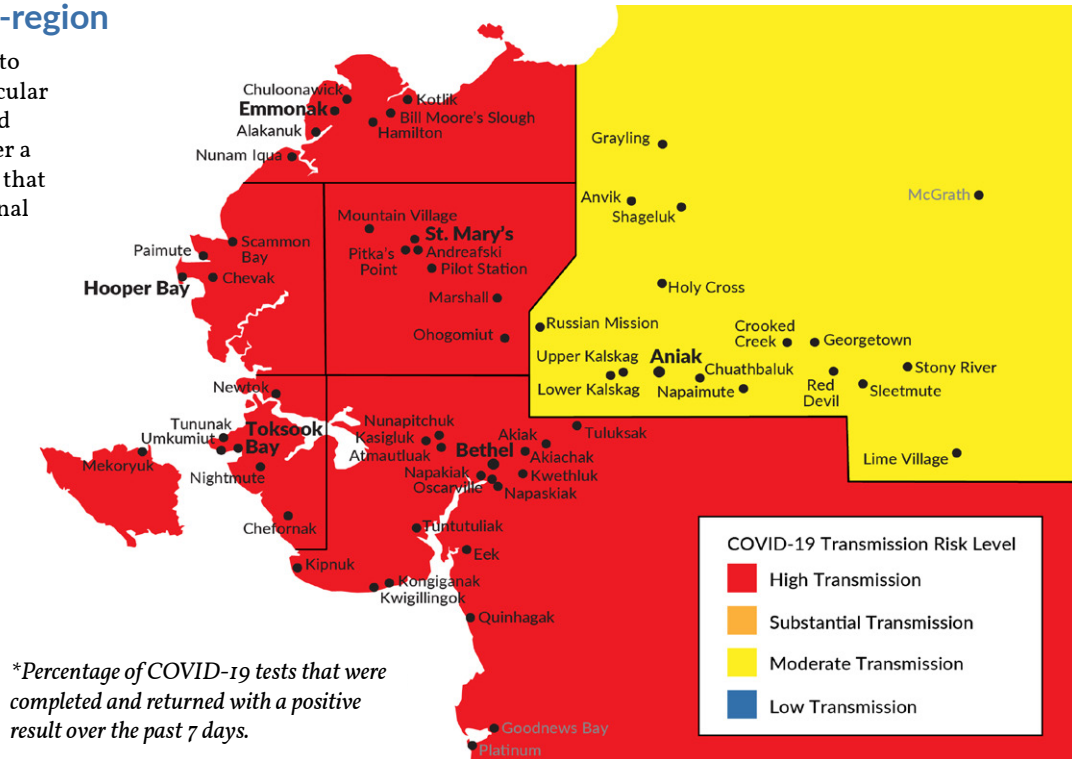 -region
to
cular
d
er a
that
nal
Chuloonawick
Emmonak
Kotlik
Bill Moore's Slough
Hamilton
Alakanuk
Nunam Iqua
Grayling
Anvik
Shageluk
McGrath
Mountain Village
St. Mary's
Pitka's
Point
Andreafski
Pilot Station
Scammon
Bay
Paimute
Chevak
Hooper Bay
Marshall
Ohogomiut
Holy Cross
Russian Mission
Crooked
Creek
Georgetown
Upper Kalskag
Aniak
Chuathbaluk
Lower Kalskag
Napaimute
Red
Devil
Stony River
Sleetmute
Lime Village
Newtok
Tununak
Umkumiut
Toksook
Bay
Mekoryuk
Nightmute
Chefornak
Nunapitchuk
Kasigluk
Atmautluak
Bethel
Akiak
Tuluksak
Akiachak
Napakiak
Kwethluk
Oscarville
Napaskiak
Tuntutuliak
Eek
Kipnuk
Kongiganak
Kwigillingok
Quinhagak
Goodnews Bay
Platinum
COVID-19 Transmission Risk Level
High Transmission
Substantial Transmission
Moderate Transmission
Low Transmission
*Percentage of COVID-19 tests that were
completed and returned with a positive
result over the past 7 days.